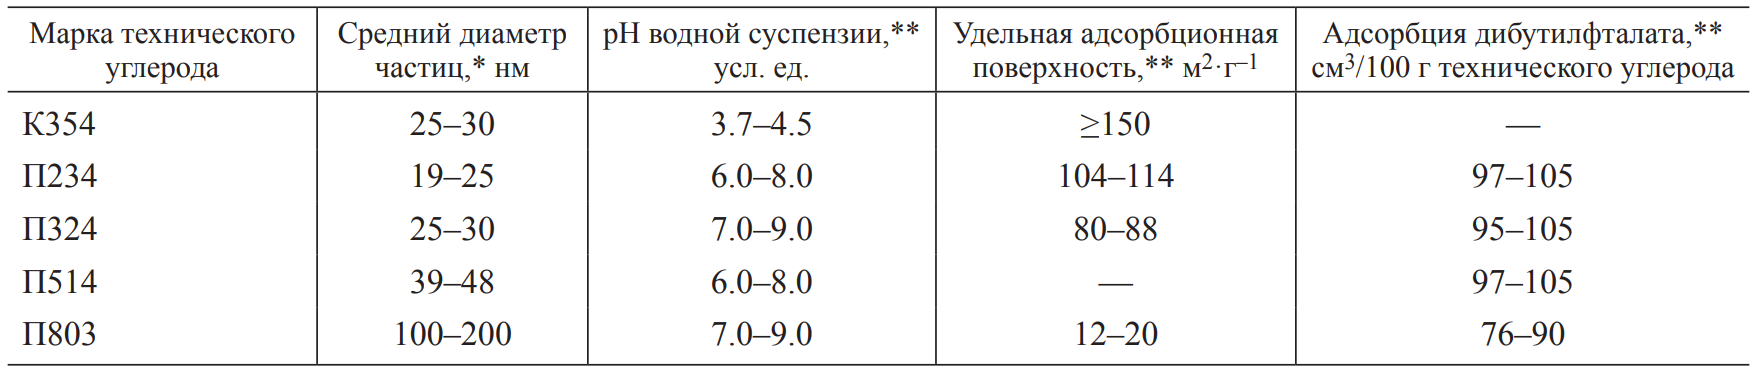 Марка технического углерода | Средний диаметр частиц,* нм | pH водной суспензии,** усл. ед. | Удельная адсорбционная поверхность,** м²·г⁻¹ | Адсорбция дибутилфталата,** см³/100 г технического углерода
К354 | 25–30 | 3.7–4.5 | ≥150 | —
П234 | 19–25 | 6.0–8.0 | 104–114 | 97–105
П324 | 25–30 | 7.0–9.0 | 80–88 | 95–105
П514 | 39–48 | 6.0–8.0 | — | 97–105
П803 | 100–200 | 7.0–9.0 | 12–20 | 76–90